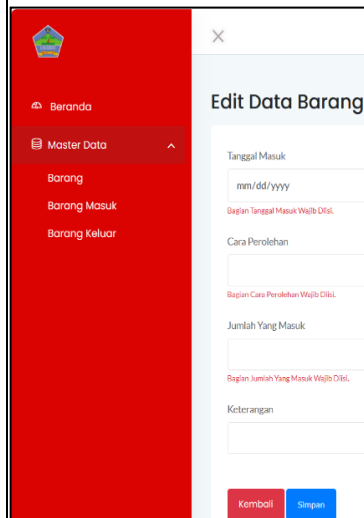 Beranda
Master Data
Barang
Barang Masuk
Barang Keluar
Edit Data Barang
Tanggal Masuk
mm/dd/yyyy
Bagian Tanggal Masuk Wajib Diisi.
Cara Perolehan
Bagian Cara Perolehan Wajib Diisi.
Jumlah Yang Masuk
Bagian Jumlah Yang Masuk Wajib Diisi.
Keterangan
Kembali Simpan